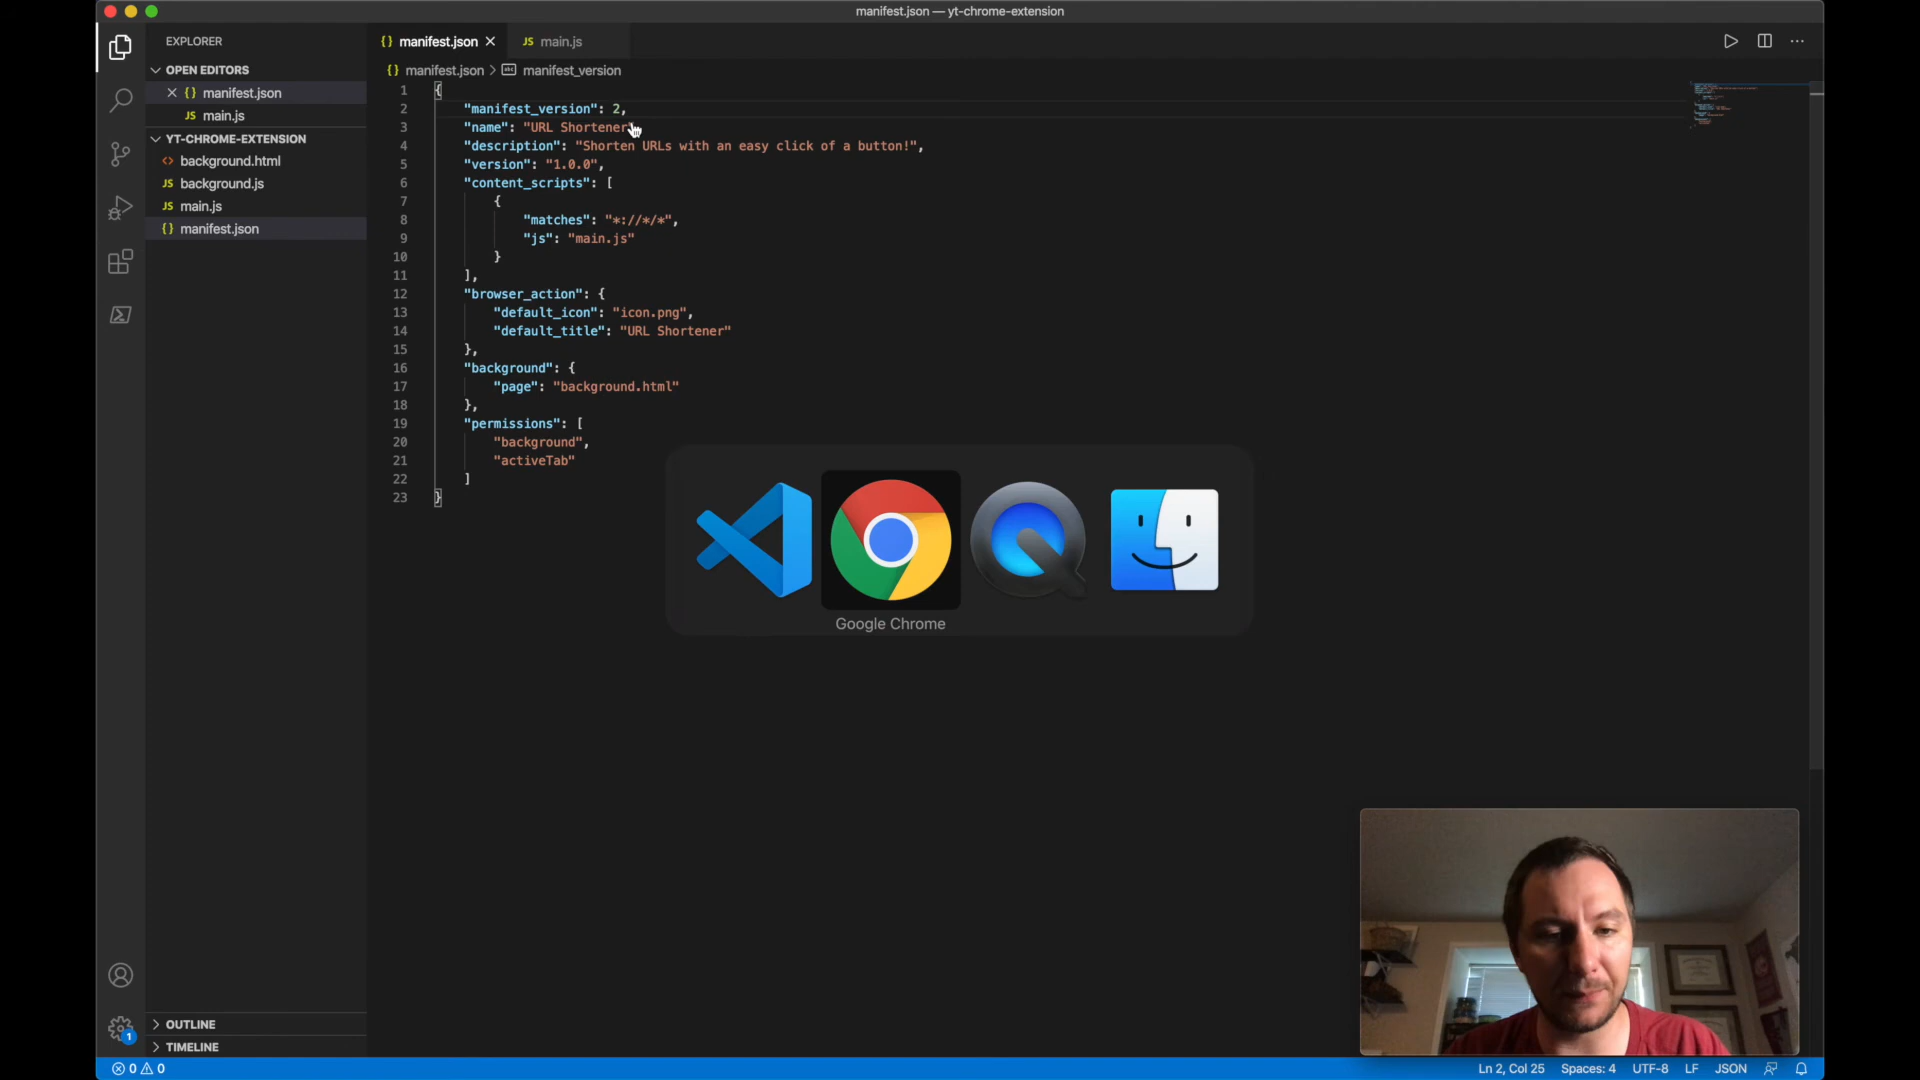 manifest.json — yt-chrome-extension
EXPLORER
manifest.json
main.js
OPEN EDITORS
manifest.json > manifest_version
manifest.json
main.js
YT-CHROME-EXTENSION
background.html
background.js
main.js
manifest.json
1 {
2 "manifest_version": 2,
3 "name": "URL Shortener"
4 "description": "Shorten URLs with an easy click of a button!",
5 "version": "1.0.0",
6 "content_scripts": [
7 {
8 "matches": "*://*/*",
9 "js": "main.js"
10 }
11 ],
12 "browser_action": {
13 "default_icon": "icon.png",
14 "default_title": "URL Shortener"
15 },
16 "background": {
17 "page": "background.html"
18 },
19 "permissions": [
20 "background",
21 "activeTab"
22 ]
23 }
Google Chrome
OUTLINE
TIMELINE
1
0 0
Ln 2, Col 25 Spaces: 4 UTF-8 LF JSON